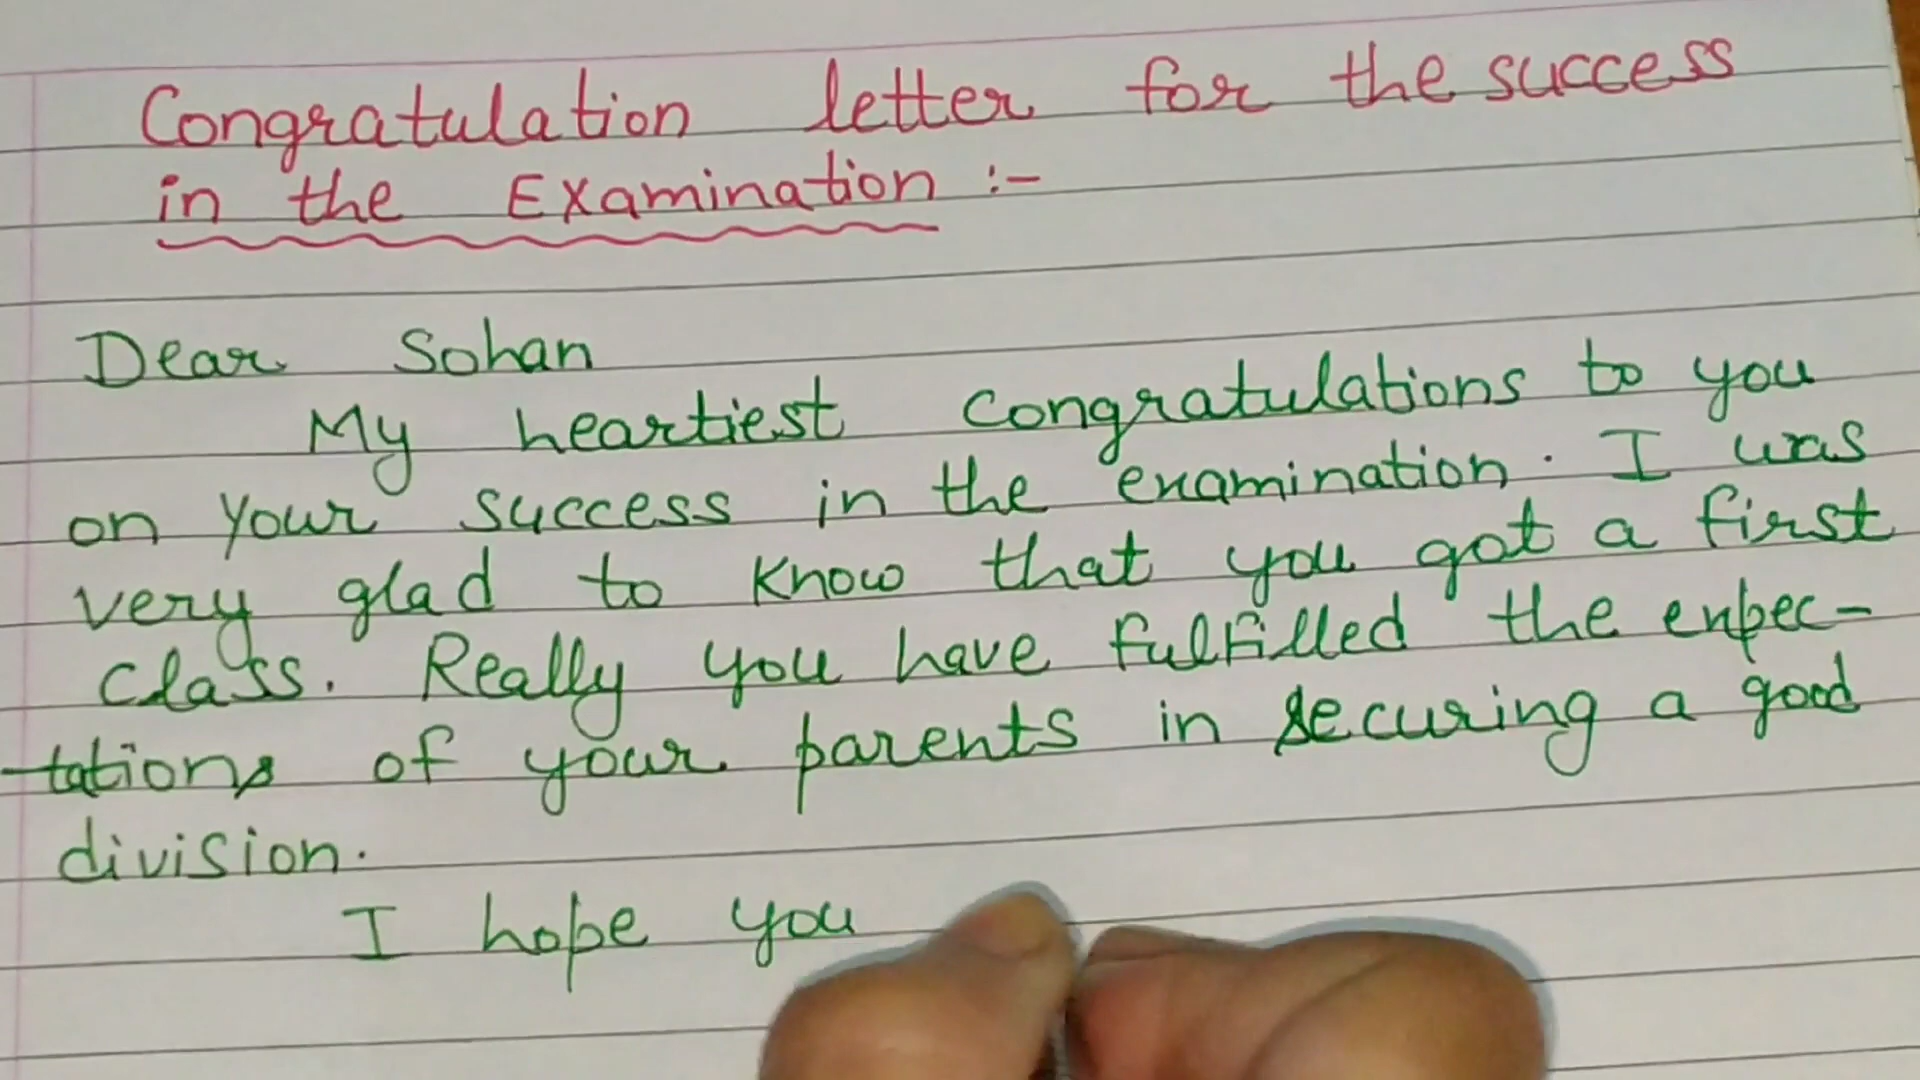 Congratulation letter for the success
in the Examination :-
Dear Sohan
My heartiest congratulations to you
on your success in the examination. I was
very glad to know that you got a first
class. Really you have fulfilled the expec-
-tations of your parents in securing a good
division.
I hope you